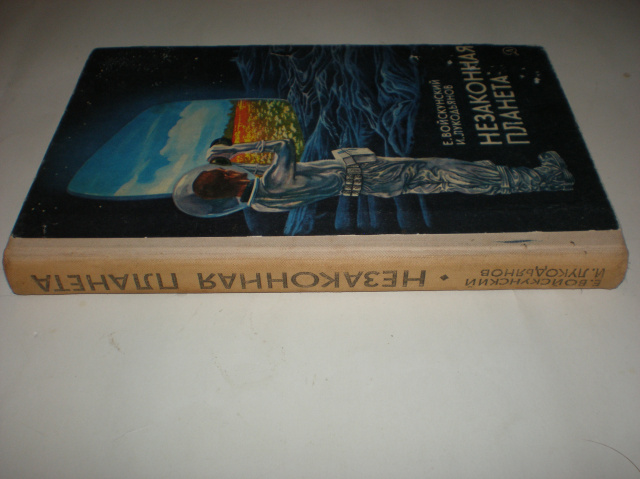 Е. ВОЙСКУНСКИЙ
И. ЛУКОДЬЯНОВ
НЕЗАКОННАЯ
ПЛАНЕТА
Е. ВОЙСКУНСКИЙ
И. ЛУКОДЬЯНОВ
• НЕЗАКОННАЯ ПЛАНЕТА